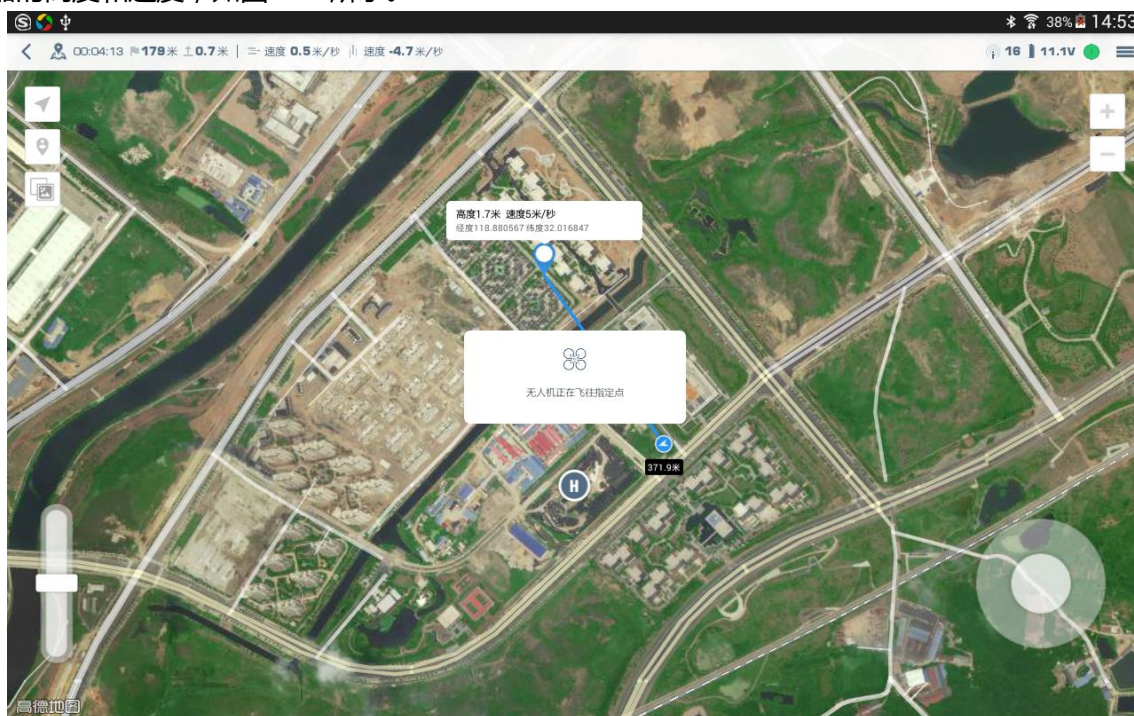 38% 14:53
00:04:13 179米 0.7米 | 速度 0.5米/秒 速度 -4.7米/秒 16 11.1V
高度1.7米 速度5米/秒
经度118.880567 纬度32.016847
无人机正在飞往指定点
371.9米
H
高德地图